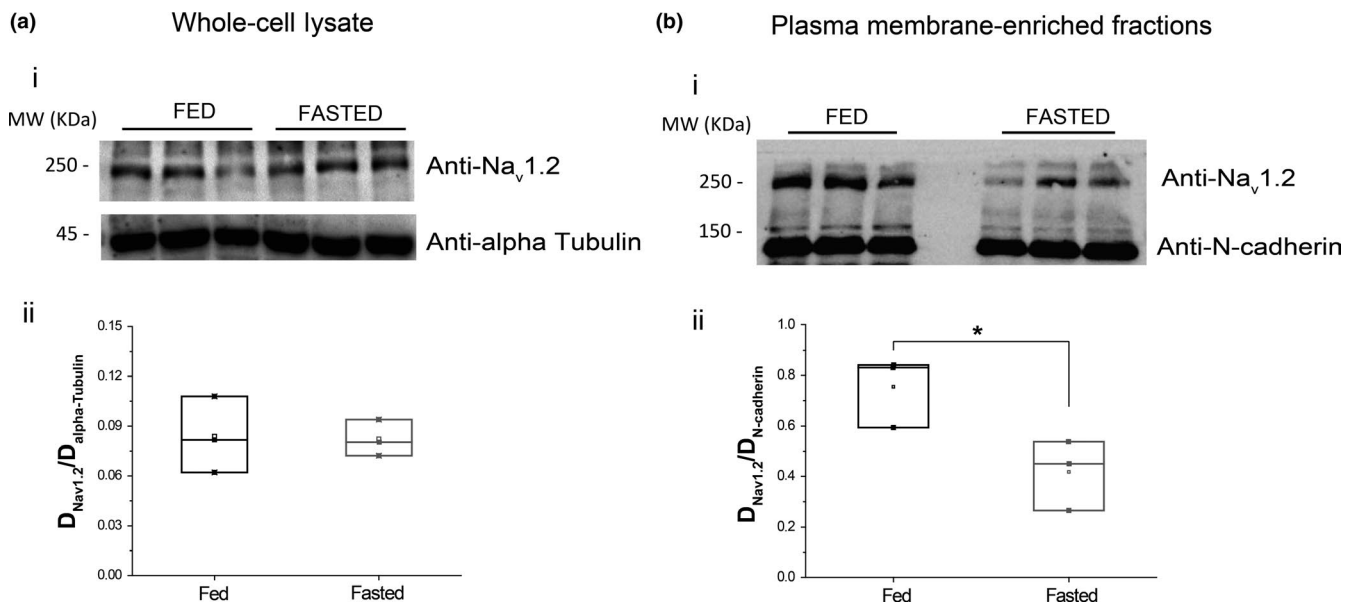 (a) Whole-cell lysate
i
MW (KDa) FED FASTED
250 - Anti-Nav1.2
45 - Anti-alpha Tubulin
ii
DNav1.2/Dalpha-Tubulin
0.15
0.12
0.09
0.06
0.03
0.00
Fed Fasted
(b) Plasma membrane-enriched fractions
i
MW (KDa) FED FASTED
250 - Anti-Nav1.2
150 - Anti-N-cadherin
ii
DNav1.2/DN-cadherin
1.0
0.8
0.6
0.4
0.2
0.0
*
Fed Fasted